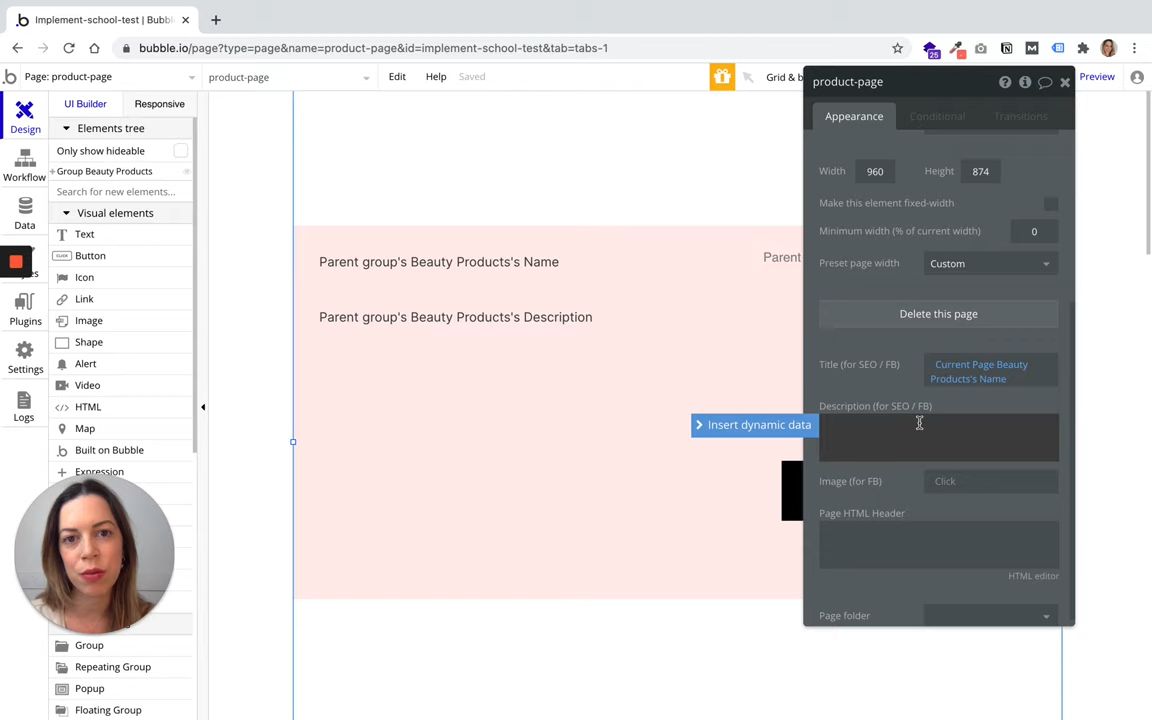 Implement-school-test | Bubbl
bubble.io/page?type=page&name=product-page&id=implement-school-test&tab=tabs-1
25
Page: product-page
product-page
Edit
Help
Saved
Grid & b
Preview
product-page
Appearance
Conditional
Transitions
Design
Workflow
Data
Plugins
Settings
Logs
UI Builder
Responsive
Elements tree
Only show hideable
Group Beauty Products
Search for new elements...
Visual elements
Text
CLICK
Button
Icon
Link
Image
Shape
Alert
Video
HTML
Map
Built on Bubble
Expression
Group
Repeating Group
Popup
Floating Group
Parent group's Beauty Products's Name
Parent
Parent group's Beauty Products's Description
Insert dynamic data
Width
960
Height
874
Make this element fixed-width
Minimum width (% of current width)
0
Preset page width
Custom
Delete this page
Title (for SEO / FB)
Current Page Beauty
Products's Name
Description (for SEO / FB)
Image (for FB)
Click
Page HTML Header
HTML editor
Page folder